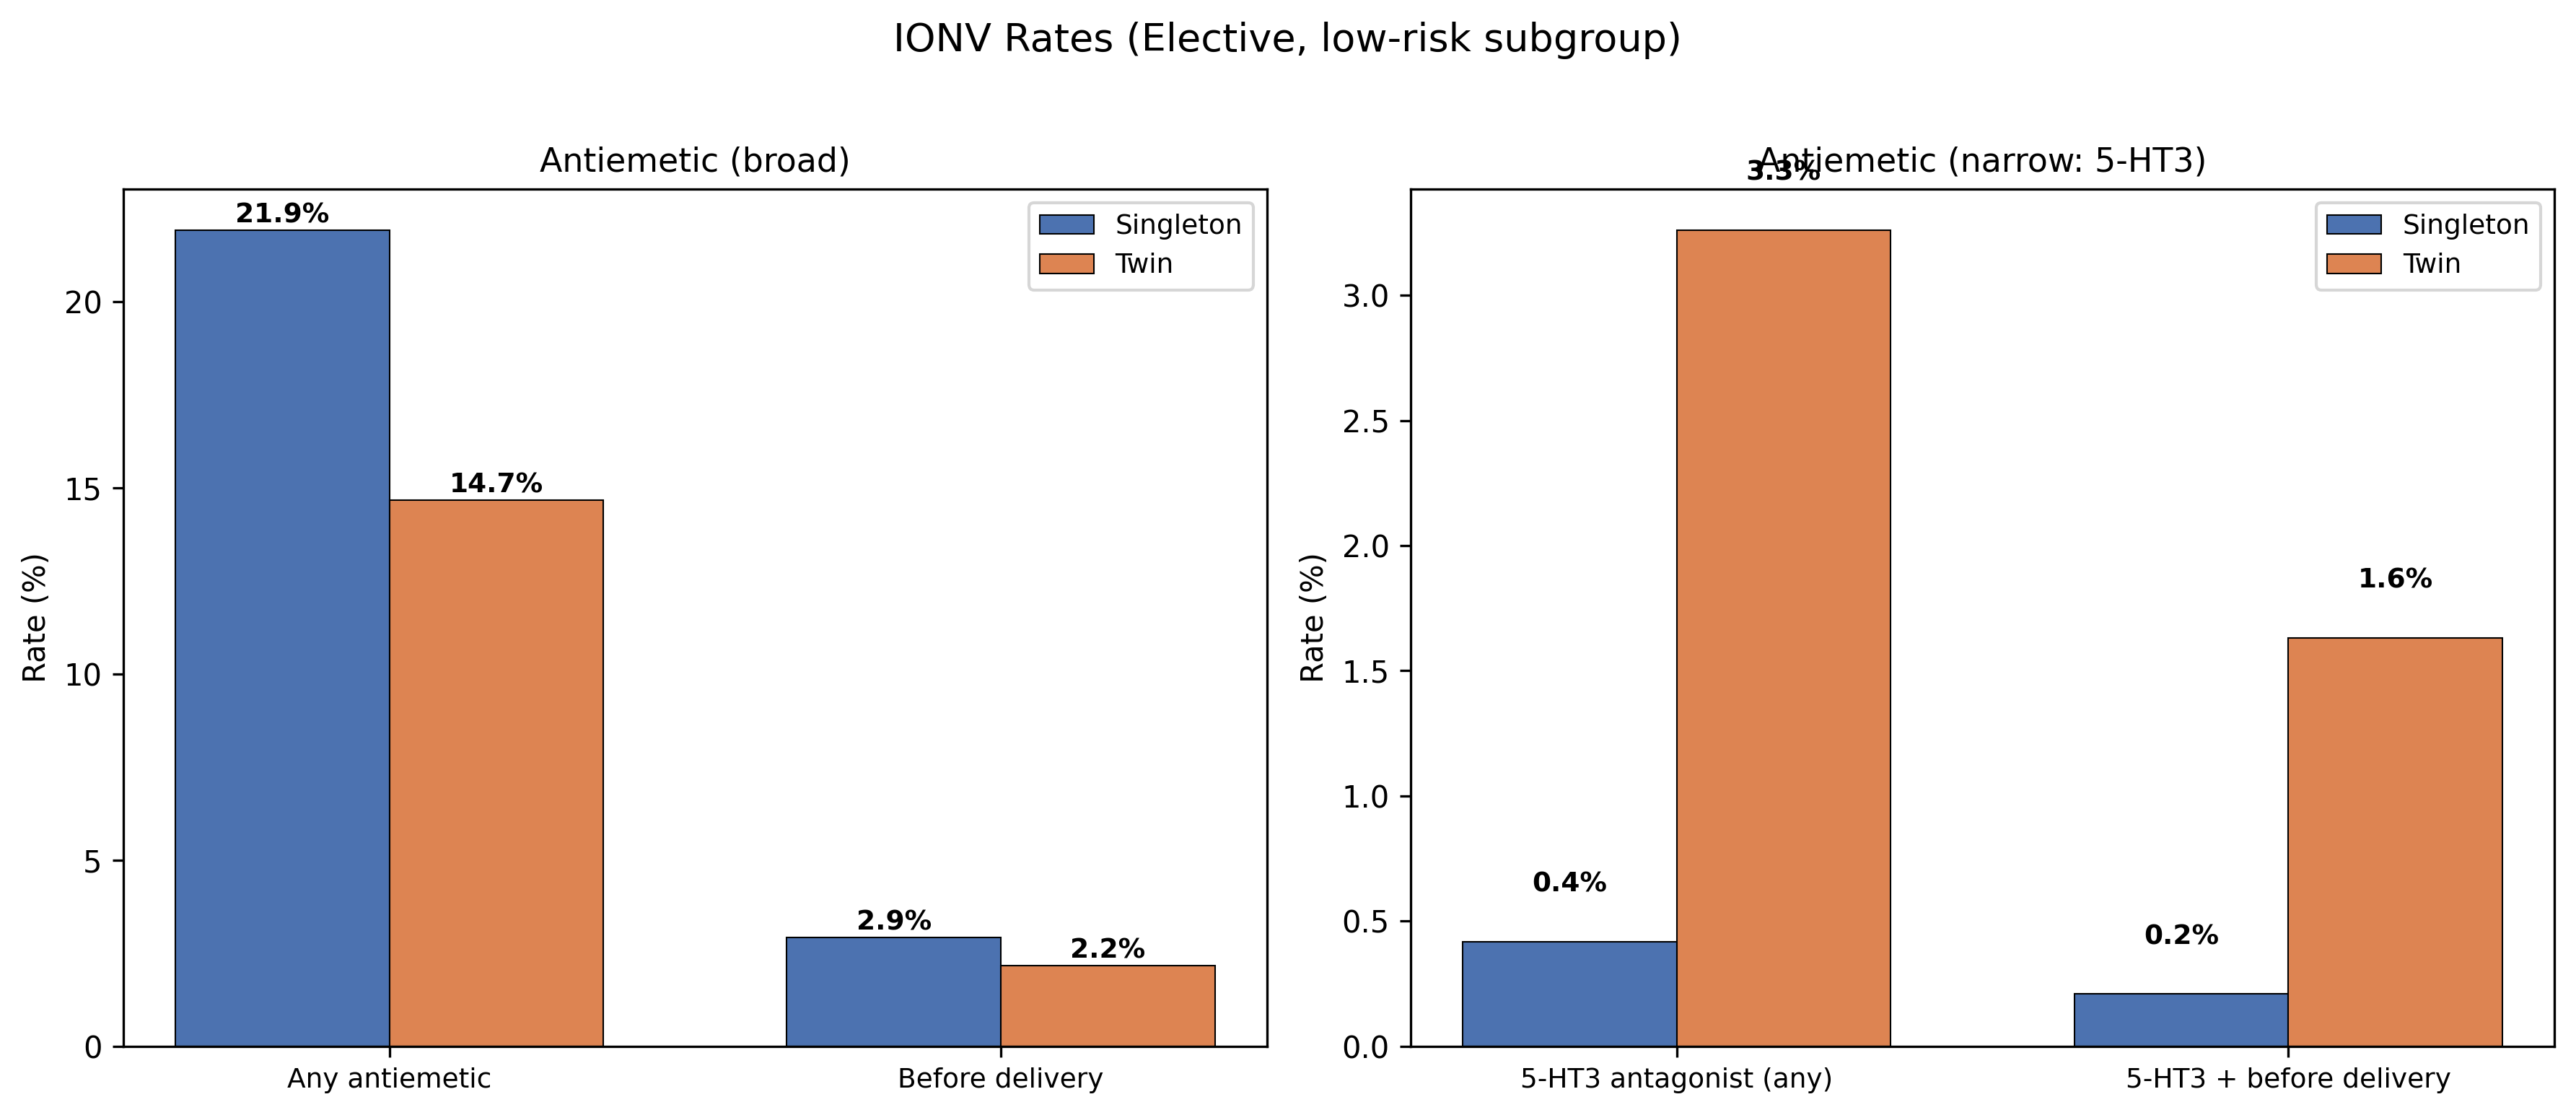 IONV Rates (Elective, low-risk subgroup)
Antiemetic (broad)
21.9%
14.7%
2.9%
2.2%
Singleton
Twin
Rate (%)
20
15
10
5
0
Any antiemetic
Before delivery
Antiemetic (narrow: 5-HT3)
3.3%
0.4%
1.6%
0.2%
Singleton
Twin
Rate (%)
3.0
2.5
2.0
1.5
1.0
0.5
0.0
5-HT3 antagonist (any)
5-HT3 + before delivery